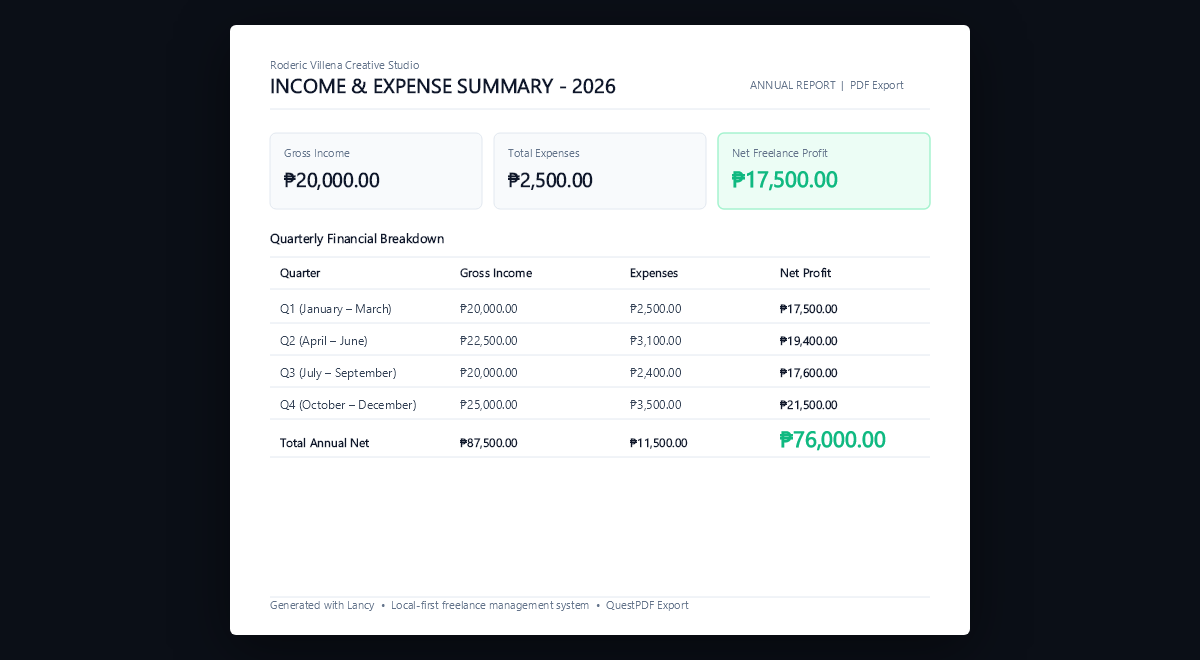 Roderic Villena Creative Studio
INCOME & EXPENSE SUMMARY - 2026
ANNUAL REPORT | PDF Export
Gross Income
₱20,000.00
Total Expenses
₱2,500.00
Net Freelance Profit
₱17,500.00
Quarterly Financial Breakdown
Quarter Gross Income Expenses Net Profit
Q1 (January – March) ₱20,000.00 ₱2,500.00 ₱17,500.00
Q2 (April – June) ₱22,500.00 ₱3,100.00 ₱19,400.00
Q3 (July – September) ₱20,000.00 ₱2,400.00 ₱17,600.00
Q4 (October – December) ₱25,000.00 ₱3,500.00 ₱21,500.00
Total Annual Net ₱87,500.00 ₱11,500.00 ₱76,000.00
Generated with Lancy • Local-first freelance management system • QuestPDF Export